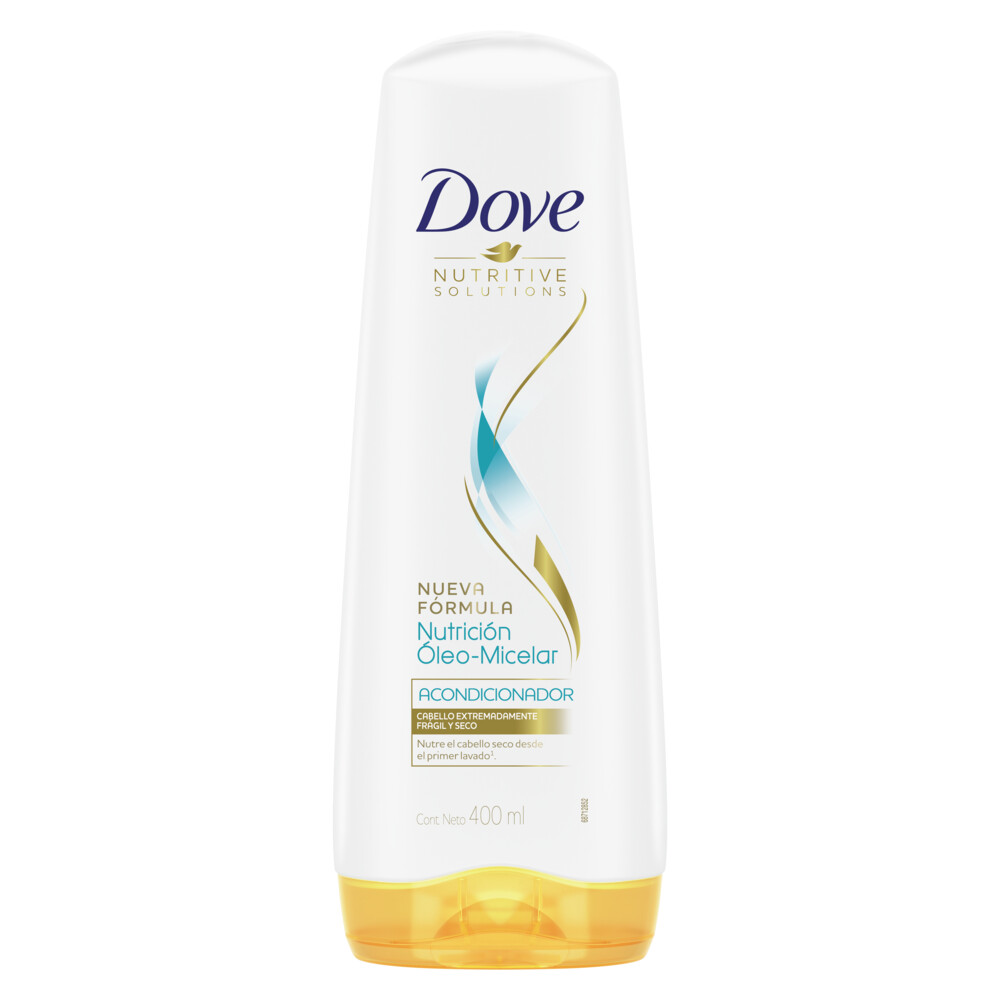 Dove
NUTRITIVE
SOLUTIONS
NUEVA
FÓRMULA
Nutrición
Óleo-Micelar
ACONDICIONADOR
CABELLO EXTREMADAMENTE
FRÁGIL Y SECO
Nutre el cabello seco desde
el primer lavado¹.
Cont. Neto 400 ml